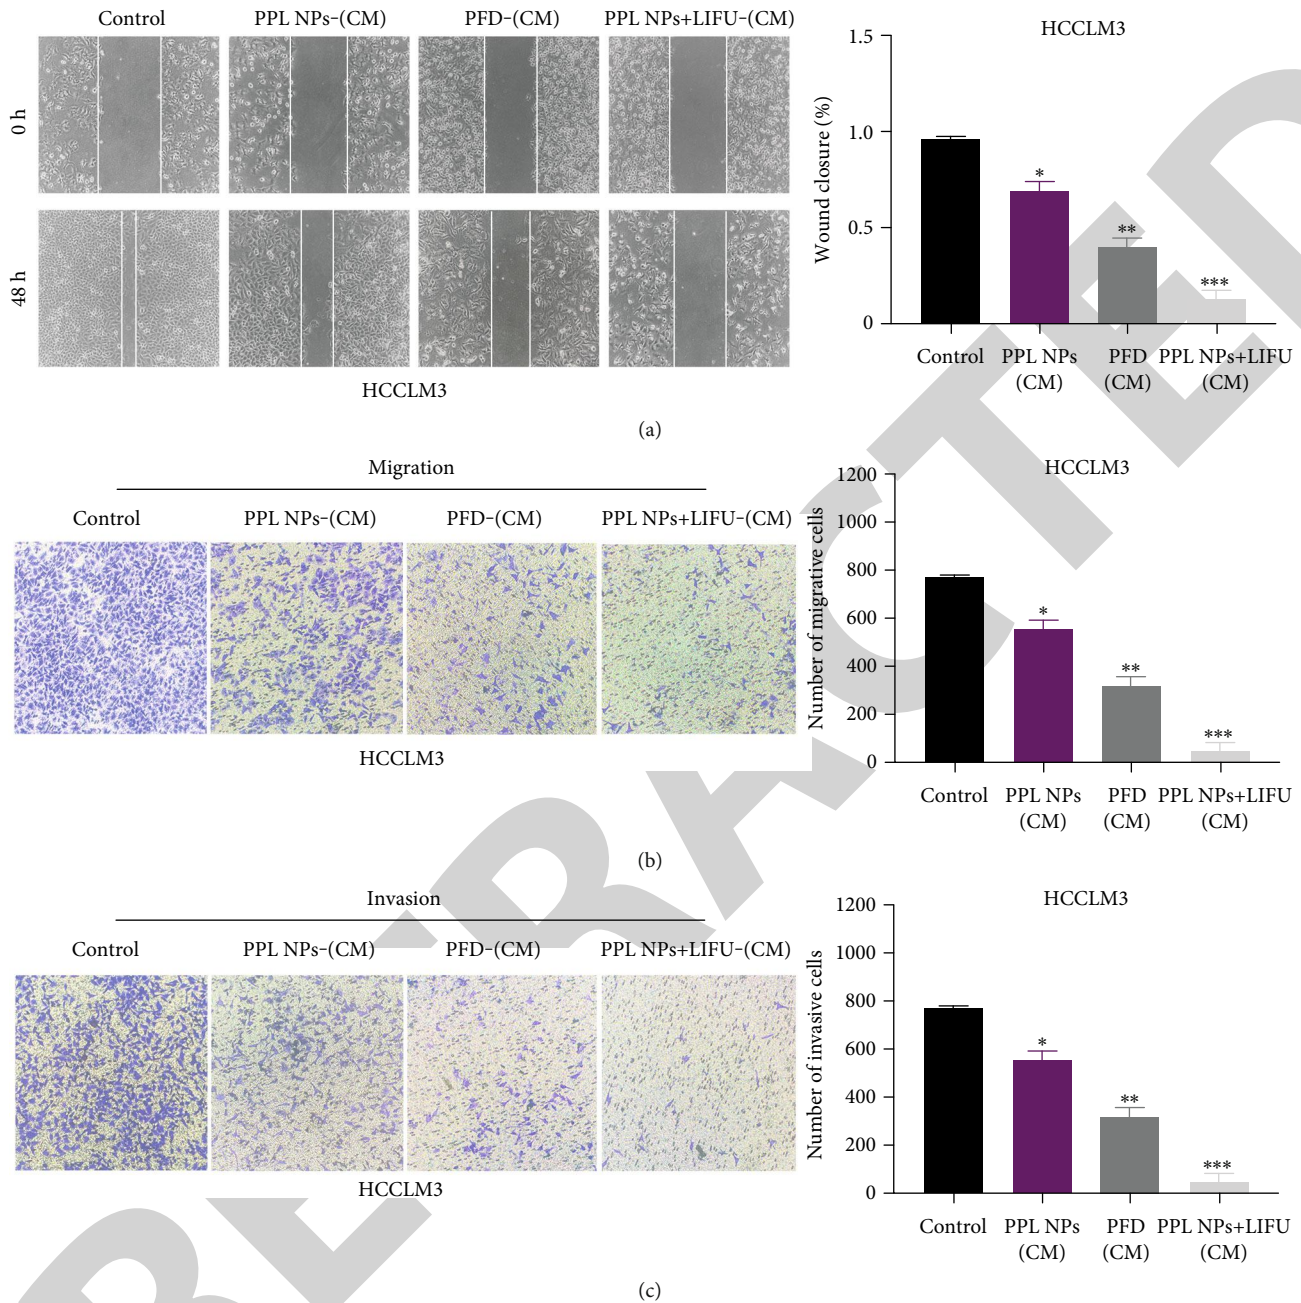 Control PPL NPs-(CM) PFD-(CM) PPL NPs+LIFU-(CM)
0 h
48 h
HCCLM3
HCCLM3
Wound closure (%)
1.5
1.0
0.5
0
*
**
***
Control PPL NPs (CM) PFD (CM) PPL NPs+LIFU (CM)
(a)
Migration
Control PPL NPs-(CM) PFD-(CM) PPL NPs+LIFU-(CM)
HCCLM3
HCCLM3
Number of migrative cells
1200
1000
800
600
400
200
0
*
**
***
Control PPL NPs (CM) PFD (CM) PPL NPs+LIFU (CM)
(b)
Invasion
Control PPL NPs-(CM) PFD-(CM) PPL NPs+LIFU-(CM)
HCCLM3
HCCLM3
Number of invasive cells
1200
1000
800
600
400
200
0
*
**
***
Control PPL NPs (CM) PFD (CM) PPL NPs+LIFU (CM)
(c)
RETRACTED